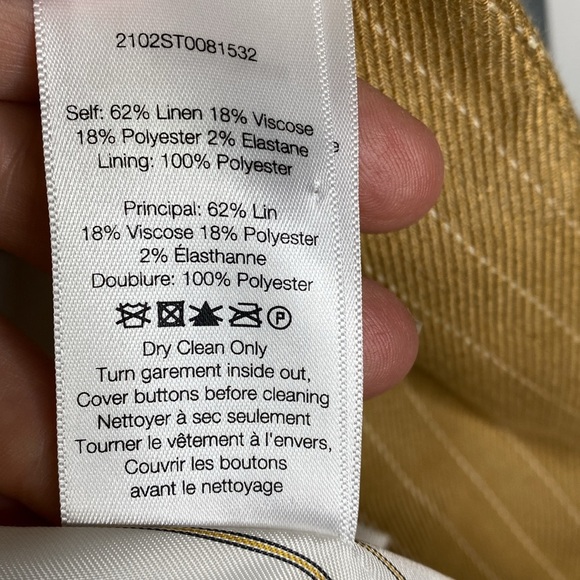 2102ST0081532
Self: 62% Linen 18% Viscose
18% Polyester 2% Elastane
Lining: 100% Polyester
Principal: 62% Lin
18% Viscose 18% Polyester
2% Élasthanne
Doublure: 100% Polyester
P
Dry Clean Only
Turn garement inside out,
Cover buttons before cleaning
Nettoyer à sec seulement
Tourner le vêtement à l'envers,
Couvrir les boutons
avant le nettoyage